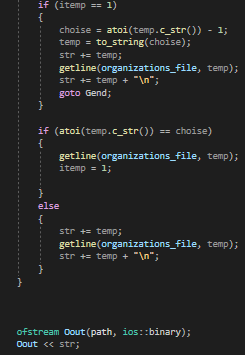 if (itemp == 1)
{
choise = atoi(temp.c_str()) - 1;
temp = to_string(choise);
str += temp;
getline(organizations_file, temp);
str += temp + "\n";
goto Gend;
}
if (atoi(temp.c_str()) == choise)
{
getline(organizations_file, temp);
itemp = 1;
}
else
{
str += temp;
getline(organizations_file, temp);
str += temp + "\n";
}
}
ofstream Oout(path, ios::binary);
Oout << str;